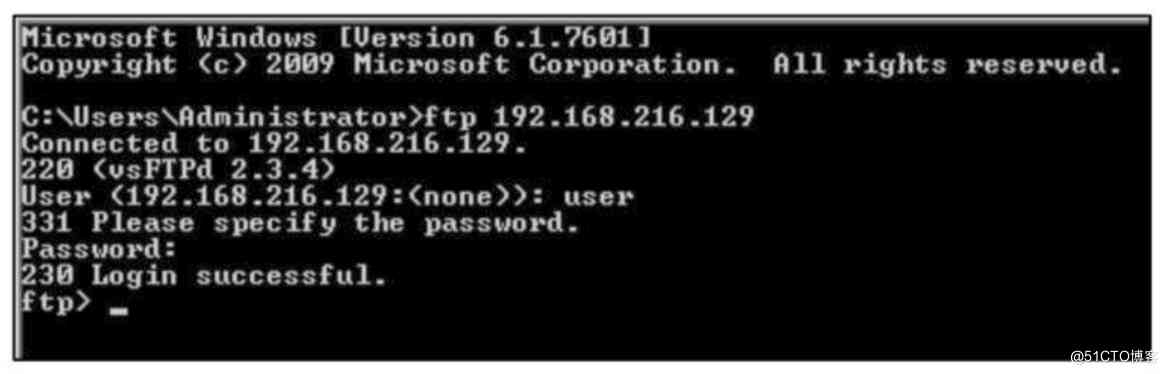 Microsoft Windows [Version 6.1.7601]
Copyright (c) 2009 Microsoft Corporation.  All rights reserved.
C:\Users\Administrator>ftp 192.168.216.129
Connected to 192.168.216.129.
220 (vsFTPd 2.3.4)
User (192.168.216.129:(none)): user
331 Please specify the password.
Password:
230 Login successful.
ftp> _
@51CTO博客